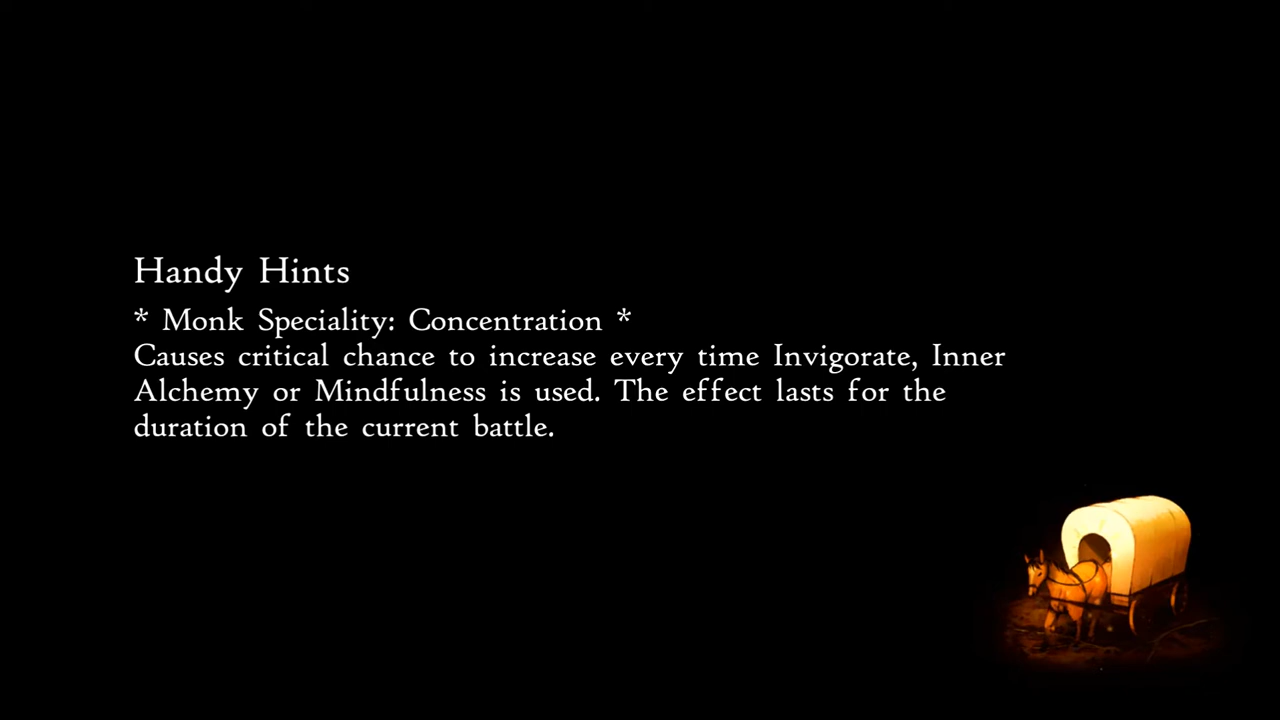 Handy Hints
* Monk Speciality: Concentration *
Causes critical chance to increase every time Invigorate, Inner
Alchemy or Mindfulness is used. The effect lasts for the
duration of the current battle.